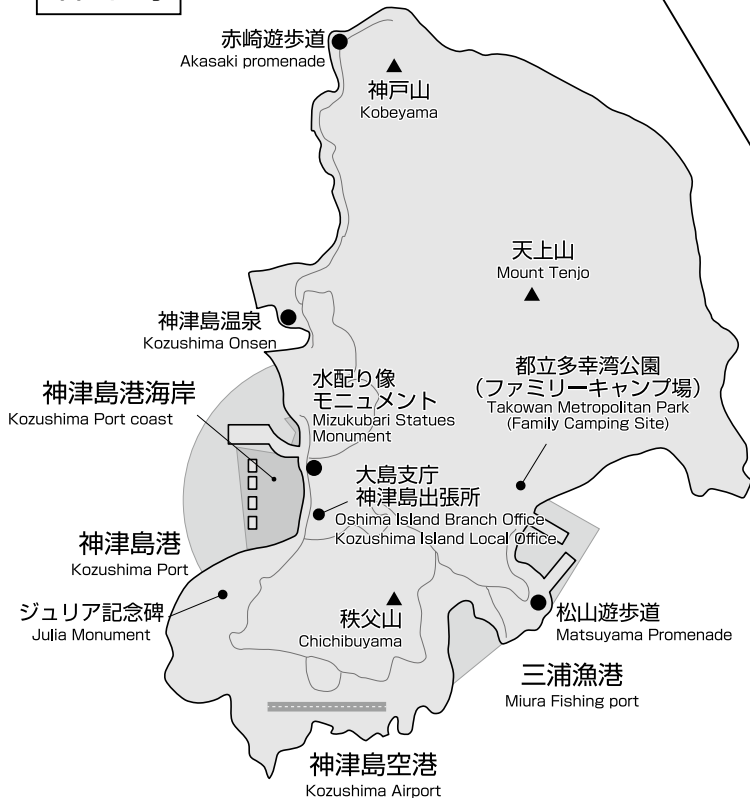 赤崎遊歩道
Akasaki promenade
神戸山
Kobeyama
天上山
Mount Tenjo
神津島温泉
Kozushima Onsen
水配り像
モニュメント
Mizukubari Statues
Monument
都立多幸湾公園
（ファミリーキャンプ場）
Takowan Metropolitan Park
(Family Camping Site)
神津島港海岸
Kozushima Port coast
大島支庁
神津島出張所
Oshima Island Branch Office
Kozushima Island Local Office
神津島港
Kozushima Port
ジュリア記念碑
Julia Monument
秩父山
Chichibuyama
松山遊歩道
Matsuyama Promenade
三浦漁港
Miura Fishing port
神津島空港
Kozushima Airport